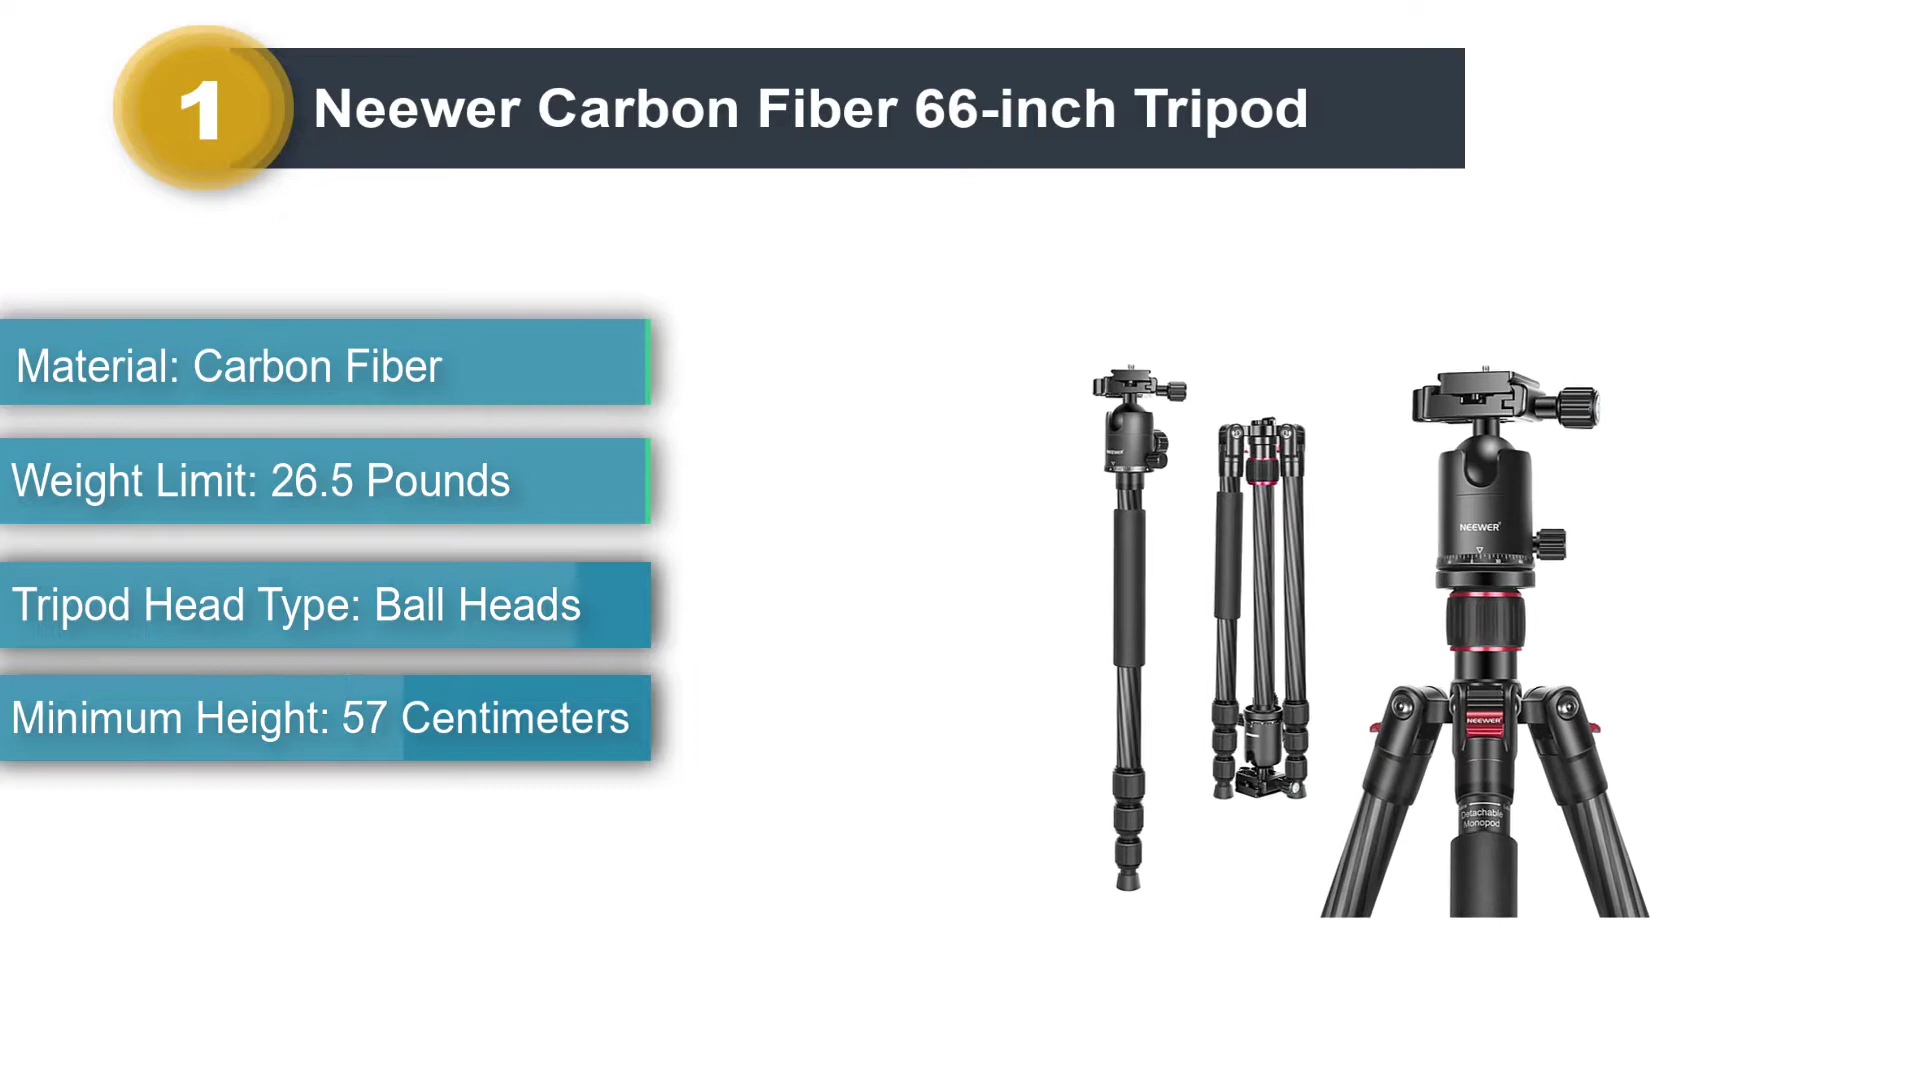 1
Neewer Carbon Fiber 66-inch Tripod
Material: Carbon Fiber
Weight Limit: 26.5 Pounds
Tripod Head Type: Ball Heads
Minimum Height: 57 Centimeters
NEEWER
NEEWER
Detachable
Monopod